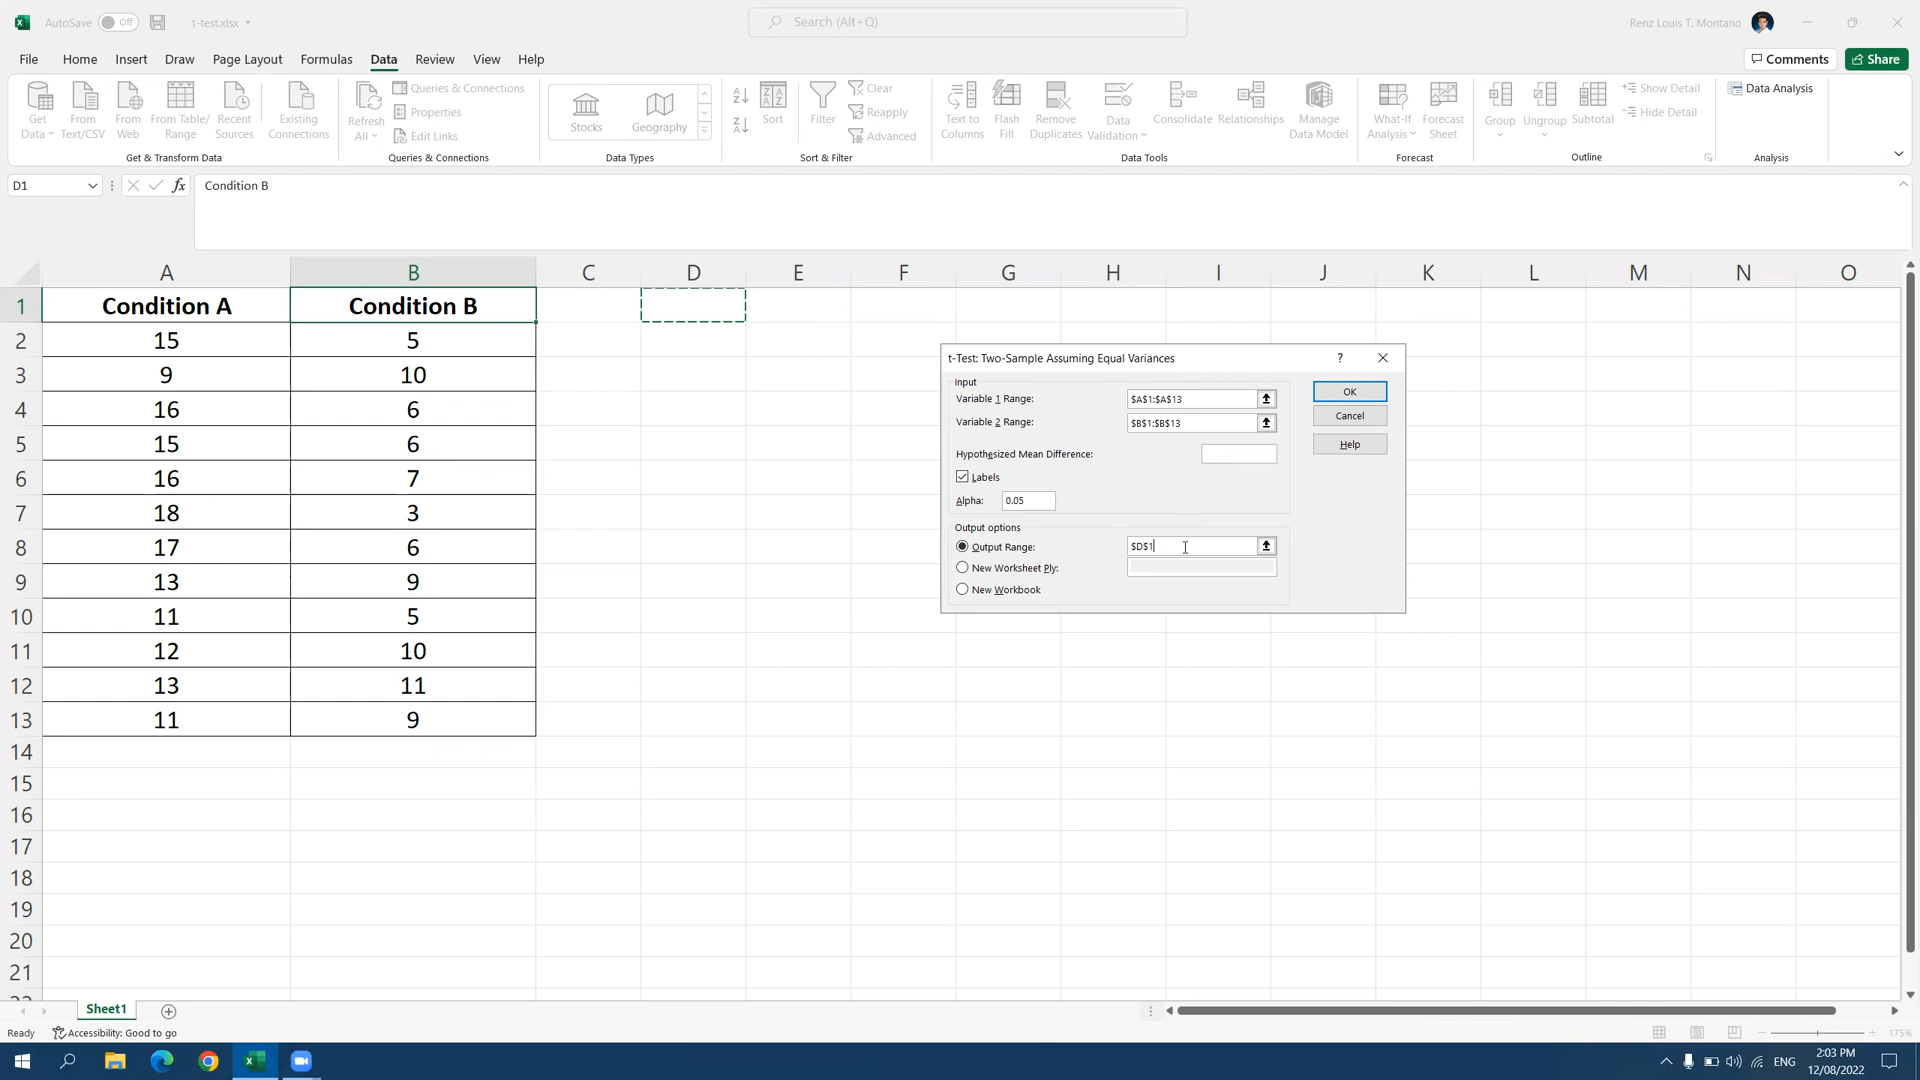 AutoSave Off t-test.xlsx Search (Alt+Q) Renz Louis T. Montano
File Home Insert Draw Page Layout Formulas Data Review View Help Comments Share
Get Data From Text/CSV From Web From Table/ Range Recent Sources Existing Connections
Get & Transform Data
Refresh All Queries & Connections
Properties
Edit Links
Queries & Connections
Stocks Geography
Data Types
Sort Filter Clear
Reapply
Advanced
Sort & Filter
Text to Columns Flash Fill Remove Duplicates Data Validation Consolidate Relationships Manage Data Model
Data Tools
What-If Analysis Forecast Sheet
Forecast
Group Ungroup Subtotal Show Detail
Hide Detail
Outline
Data Analysis
Analysis
D1 fx Condition B
A B C D E F G H I J K L M N O
1 Condition A Condition B
2 15 5
3 9 10
4 16 6
5 15 6
6 16 7
7 18 3
8 17 6
9 13 9
10 11 5
11 12 10
12 13 11
13 11 9
14
15
16
17
18
19
20
21
t-Test: Two-Sample Assuming Equal Variances ?
Input
Variable 1 Range: $A$1:$A$13
Variable 2 Range: $B$1:$B$13
Hypothesized Mean Difference:
Labels
Alpha: 0.05
Output options
Output Range: $D$1
New Worksheet Ply:
New Workbook
OK
Cancel
Help
Sheet1
Ready Accessibility: Good to go 175%
ENG 2:03 PM
12/08/2022